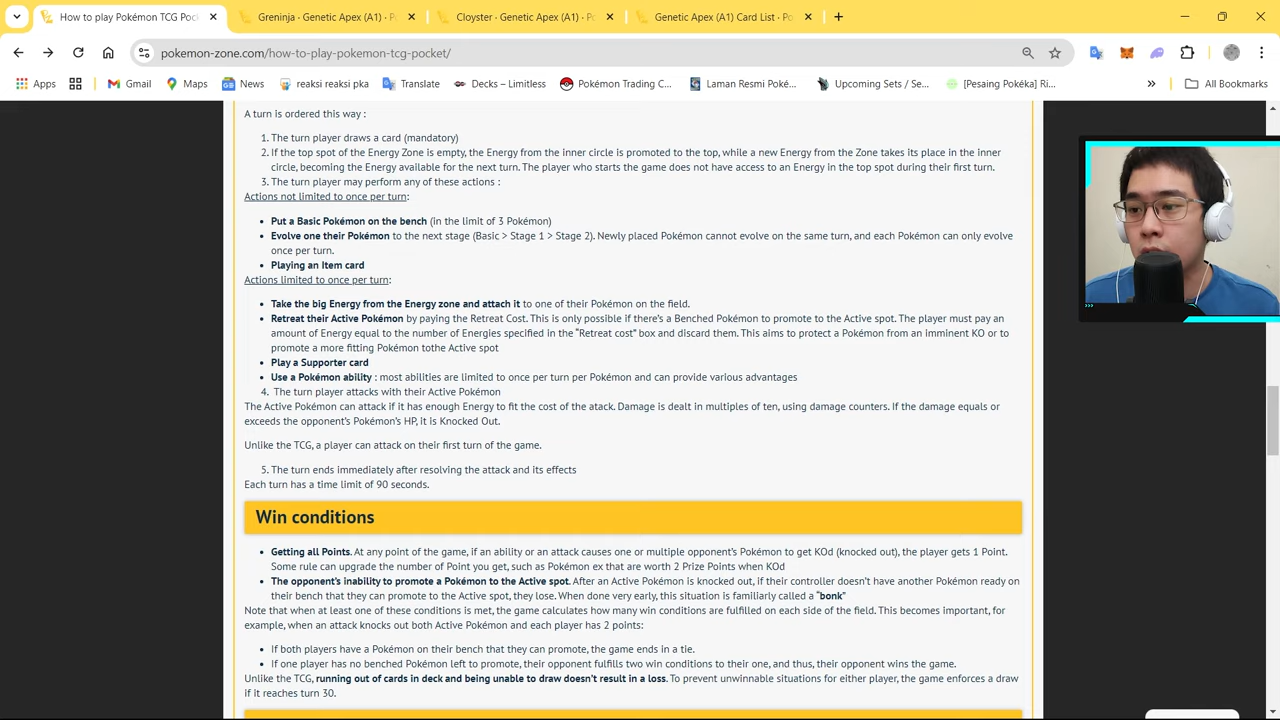 How to play Pokémon TCG Poc
Greninja · Genetic Apex (A1) · P
Cloyster · Genetic Apex (A1) · P
Genetic Apex (A1) Card List · Po
pokemon-zone.com/how-to-play-pokemon-tcg-pocket/
Apps
Gmail
Maps
News
reaksi reaksi pka
Translate
Decks – Limitless
Pokémon Trading C...
Laman Resmi Poké...
Upcoming Sets / Se...
[Pesaing Pokéka] Ri...
All Bookmarks
A turn is ordered this way :
1. The turn player draws a card (mandatory)
2. If the top spot of the Energy Zone is empty, the Energy from the inner circle is promoted to the top, while a new Energy from the Zone takes its place in the inner
circle, becoming the Energy available for the next turn. The player who starts the game does not have access to an Energy in the top spot during their first turn.
3. The turn player may perform any of these actions :
Actions not limited to once per turn:
• Put a Basic Pokémon on the bench (in the limit of 3 Pokémon)
• Evolve one their Pokémon to the next stage (Basic > Stage 1 > Stage 2). Newly placed Pokémon cannot evolve on the same turn, and each Pokémon can only evolve
once per turn.
• Playing an Item card
Actions limited to once per turn:
• Take the big Energy from the Energy zone and attach it to one of their Pokémon on the field.
• Retreat their Active Pokémon by paying the Retreat Cost. This is only possible if there's a Benched Pokémon to promote to the Active spot. The player must pay an
amount of Energy equal to the number of Energies specified in the “Retreat cost” box and discard them. This aims to protect a Pokémon from an imminent KO or to
promote a more fitting Pokémon tothe Active spot
• Play a Supporter card
• Use a Pokémon ability : most abilities are limited to once per turn per Pokémon and can provide various advantages
4. The turn player attacks with their Active Pokémon
The Active Pokémon can attack if it has enough Energy to fit the cost of the atack. Damage is dealt in multiples of ten, using damage counters. If the damage equals or
exceeds the opponent's Pokémon's HP, it is Knocked Out.
Unlike the TCG, a player can attack on their first turn of the game.
5. The turn ends immediately after resolving the attack and its effects
Each turn has a time limit of 90 seconds.
Win conditions
• Getting all Points. At any point of the game, if an ability or an attack causes one or multiple opponent's Pokémon to get KOd (knocked out), the player gets 1 Point.
Some rule can upgrade the number of Point you get, such as Pokémon ex that are worth 2 Prize Points when KOd
• The opponent's inability to promote a Pokémon to the Active spot. After an Active Pokémon is knocked out, if their controller doesn't have another Pokémon ready on
their bench that they can promote to the Active spot, they lose. When done very early, this situation is familiarly called a “bonk”
Note that when at least one of these conditions is met, the game calculates how many win conditions are fulfilled on each side of the field. This becomes important, for
example, when an attack knocks out both Active Pokémon and each player has 2 points:
• If both players have a Pokémon on their bench that they can promote, the game ends in a tie.
• If one player has no benched Pokémon left to promote, their opponent fulfills two win conditions to their one, and thus, their opponent wins the game.
Unlike the TCG, running out of cards in deck and being unable to draw doesn't result in a loss. To prevent unwinnable situations for either player, the game enforces a draw
if it reaches turn 30.